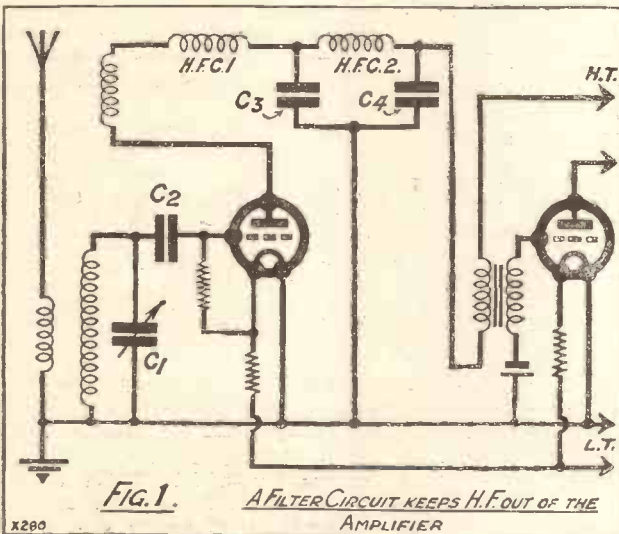 H.F.C.1
H.F.C.2.
C3
C4
H.T.
C2
C1
L.T.
FIG.1.
A FILTER CIRCUIT KEEPS H.F. OUT OF THE
AMPLIFIER
X280